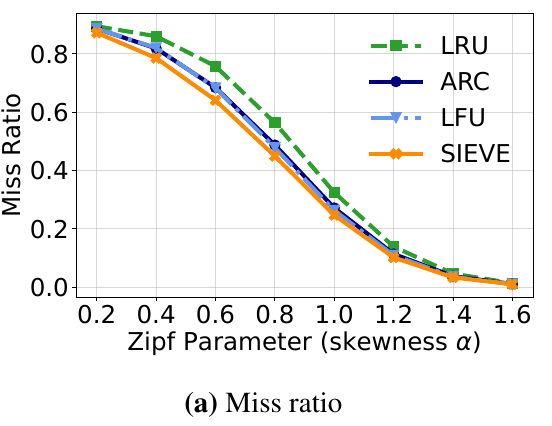 LRU
ARC
LFU
SIEVE
Miss Ratio
0.8
0.6
0.4
0.2
0.0
0.2 0.4 0.6 0.8 1.0 1.2 1.4 1.6
Zipf Parameter (skewness α)
(a) Miss ratio